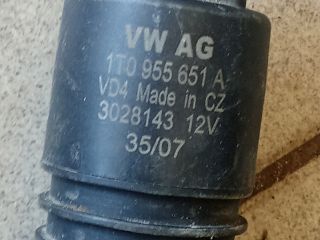 VW AG
1T0 955 651 A
VD4 Made in CZ
3028143 12V
35/07